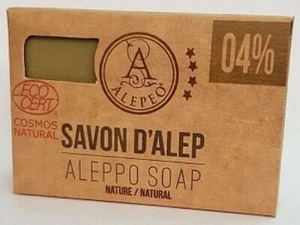 A
ALEPEO
04%
ECO
CERT
COSMOS
NATURAL
SAVON D'ALEP
ALEPPO SOAP
NATURE / NATURAL